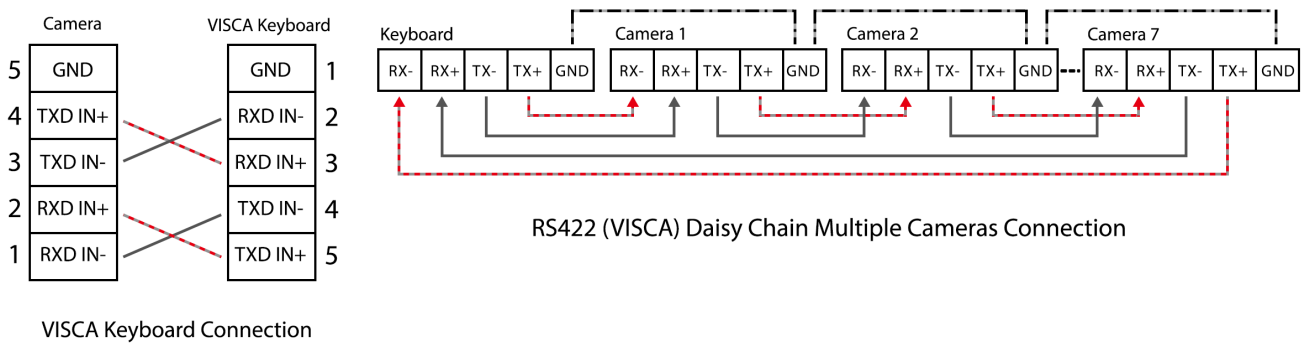 Camera VISCA Keyboard
5 GND GND 1
4 TXD IN+ RXD IN- 2
3 TXD IN- RXD IN+ 3
2 RXD IN+ TXD IN- 4
1 RXD IN- TXD IN+ 5
VISCA Keyboard Connection
Keyboard Camera 1 Camera 2 Camera 7
RX- RX+ TX- TX+ GND RX- RX+ TX- TX+ GND RX- RX+ TX- TX+ GND RX- RX+ TX- TX+ GND
RS422 (VISCA) Daisy Chain Multiple Cameras Connection